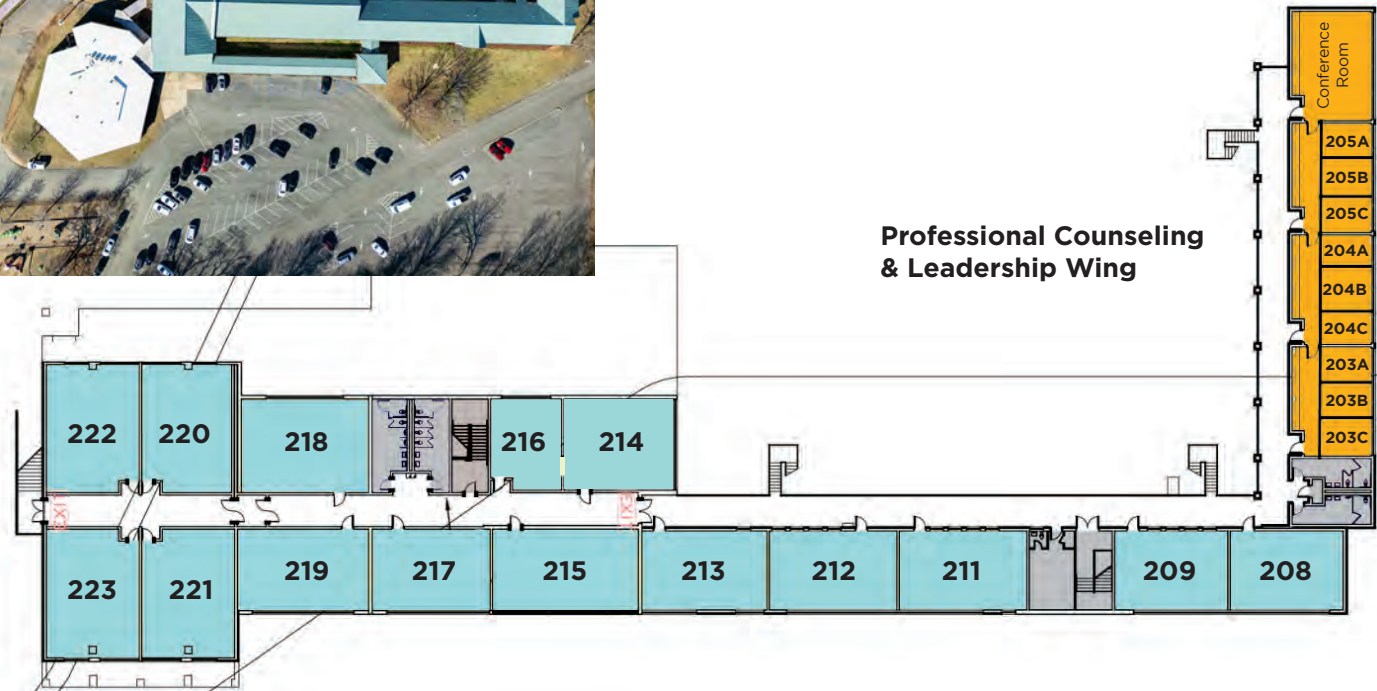 Conference
Room
205A
205B
205C
204A
204B
204C
203A
203B
203C
Professional Counseling
& Leadership Wing
222
220
218
216
214
EXIT
EXIT
223
221
219
217
215
213
212
211
209
208